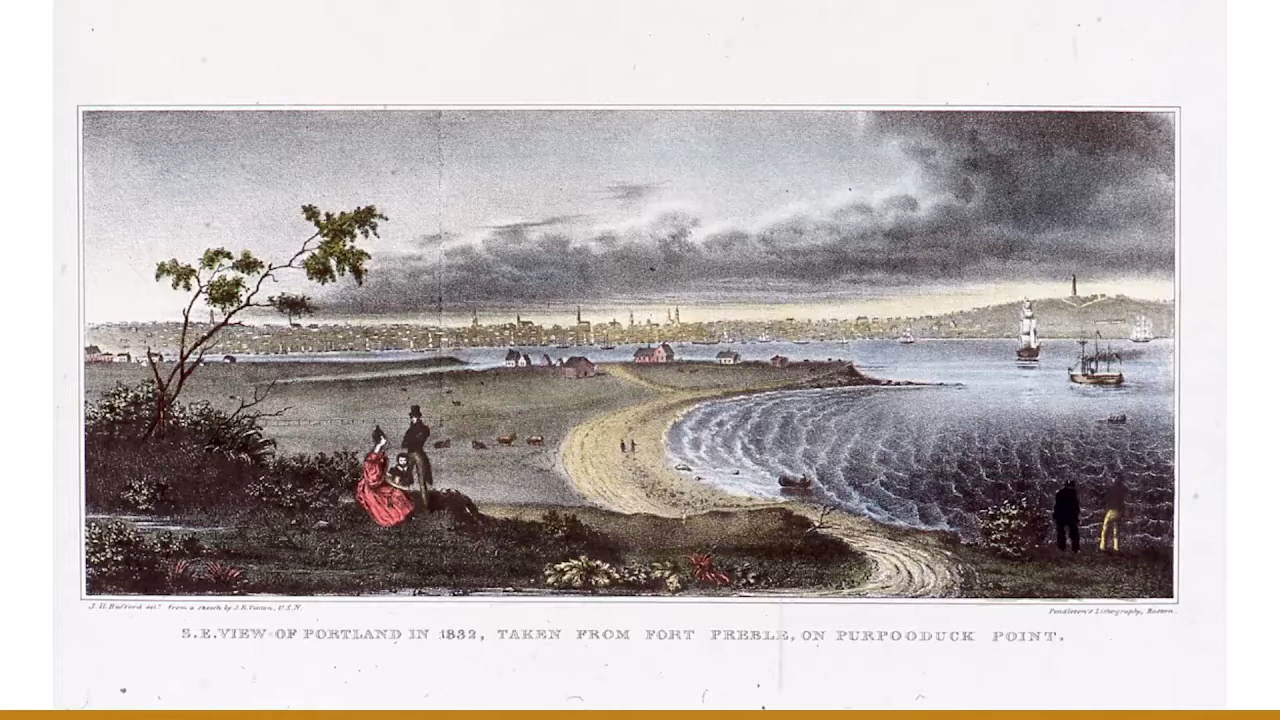 J. H. Bufford del. from a sketch by J. R. Vinton, U.S.N.
Pendleton's Lithography, Boston.
S.E.VIEW OF PORTLAND IN 1832, TAKEN FROM FORT PREBLE, ON PURPOODUCK POINT.